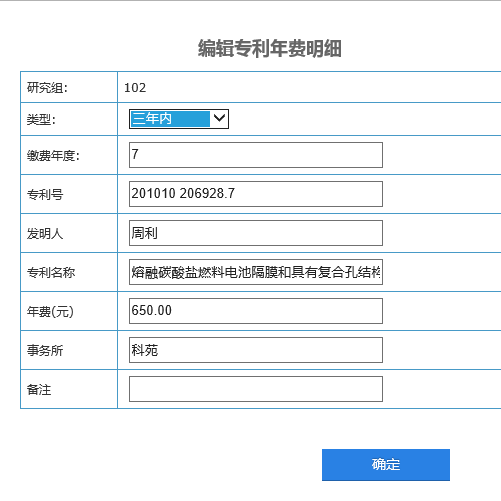 编辑专利年费明细
研究组: 102
类型: 三年内
缴费年度: 7
专利号 201010 206928.7
发明人 周利
专利名称 熔融碳酸盐燃料电池隔膜和具有复合孔结构
年费(元) 650.00
事务所 科苑
备注
确定